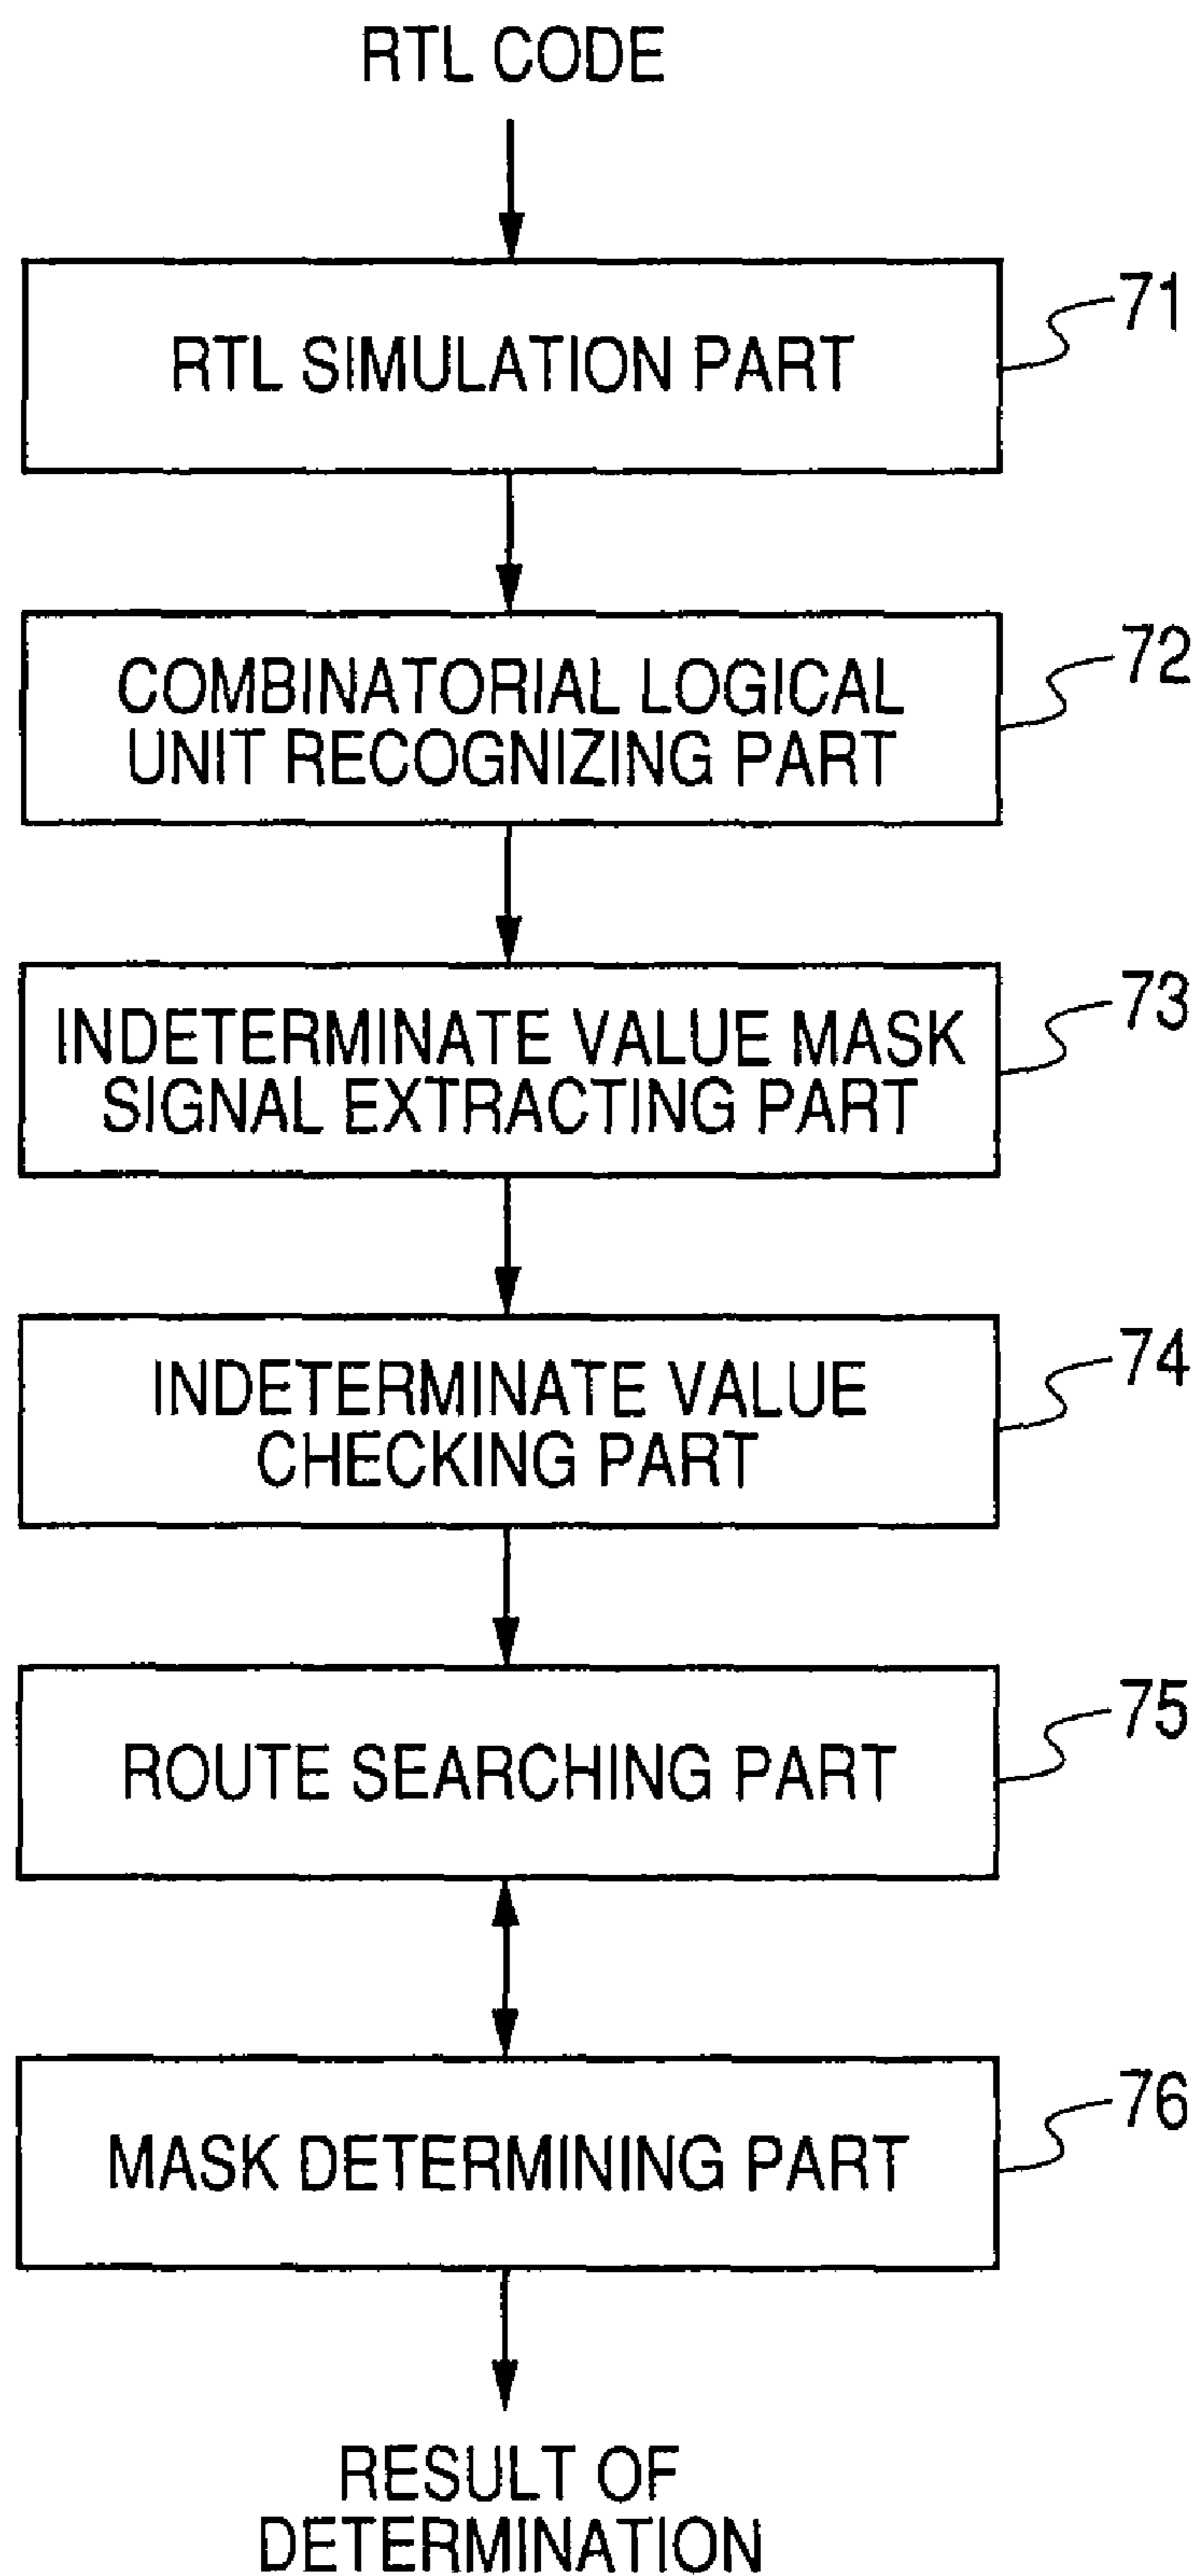 RTL CODE
71
RTL SIMULATION PART
72
COMBINATORIAL LOGICAL
UNIT RECOGNIZING PART
73
INDETERMINATE VALUE MASK
SIGNAL EXTRACTING PART
74
INDETERMINATE VALUE
CHECKING PART
75
ROUTE SEARCHING PART
76
MASK DETERMINING PART
RESULT OF
DETERMINATION